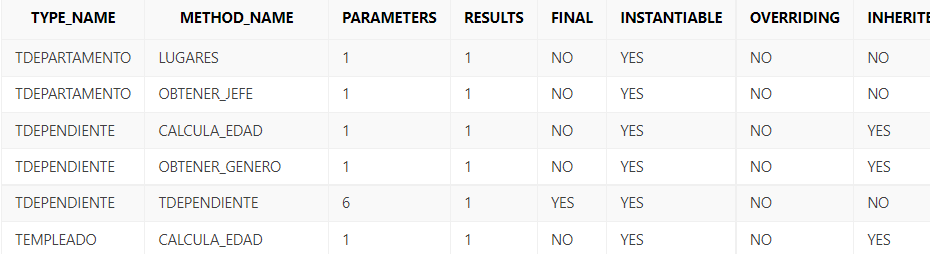 TYPE_NAME METHOD_NAME PARAMETERS RESULTS FINAL INSTANTIABLE OVERRIDING INHERITE
TDEPARTAMENTO LUGARES 1 1 NO YES NO NO
TDEPARTAMENTO OBTENER_JEFE 1 1 NO YES NO NO
TDEPENDIENTE CALCULA_EDAD 1 1 NO YES NO YES
TDEPENDIENTE OBTENER_GENERO 1 1 NO YES NO YES
TDEPENDIENTE TDEPENDIENTE 6 1 YES YES NO NO
TEMPLEADO CALCULA_EDAD 1 1 NO YES NO YES